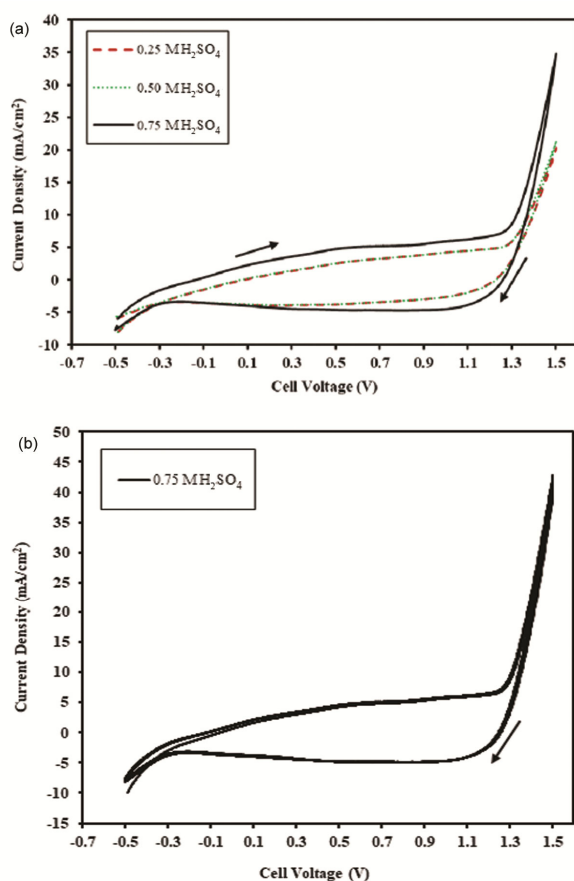 (a)
40
35
30
25
20
15
10
5
0
-5
-10
Current Density (mA/cm²)
0.25 MH₂SO₄
0.50 MH₂SO₄
0.75 MH₂SO₄
-0.7 -0.5 -0.3 -0.1 0.1 0.3 0.5 0.7 0.9 1.1 1.3 1.5
Cell Voltage (V)
(b)
50
45
40
35
30
25
20
15
10
5
0
-5
-10
-15
Current Density (mA/cm²)
0.75 MH₂SO₄
-0.7 -0.5 -0.3 -0.1 0.1 0.3 0.5 0.7 0.9 1.1 1.3 1.5
Cell Voltage (V)